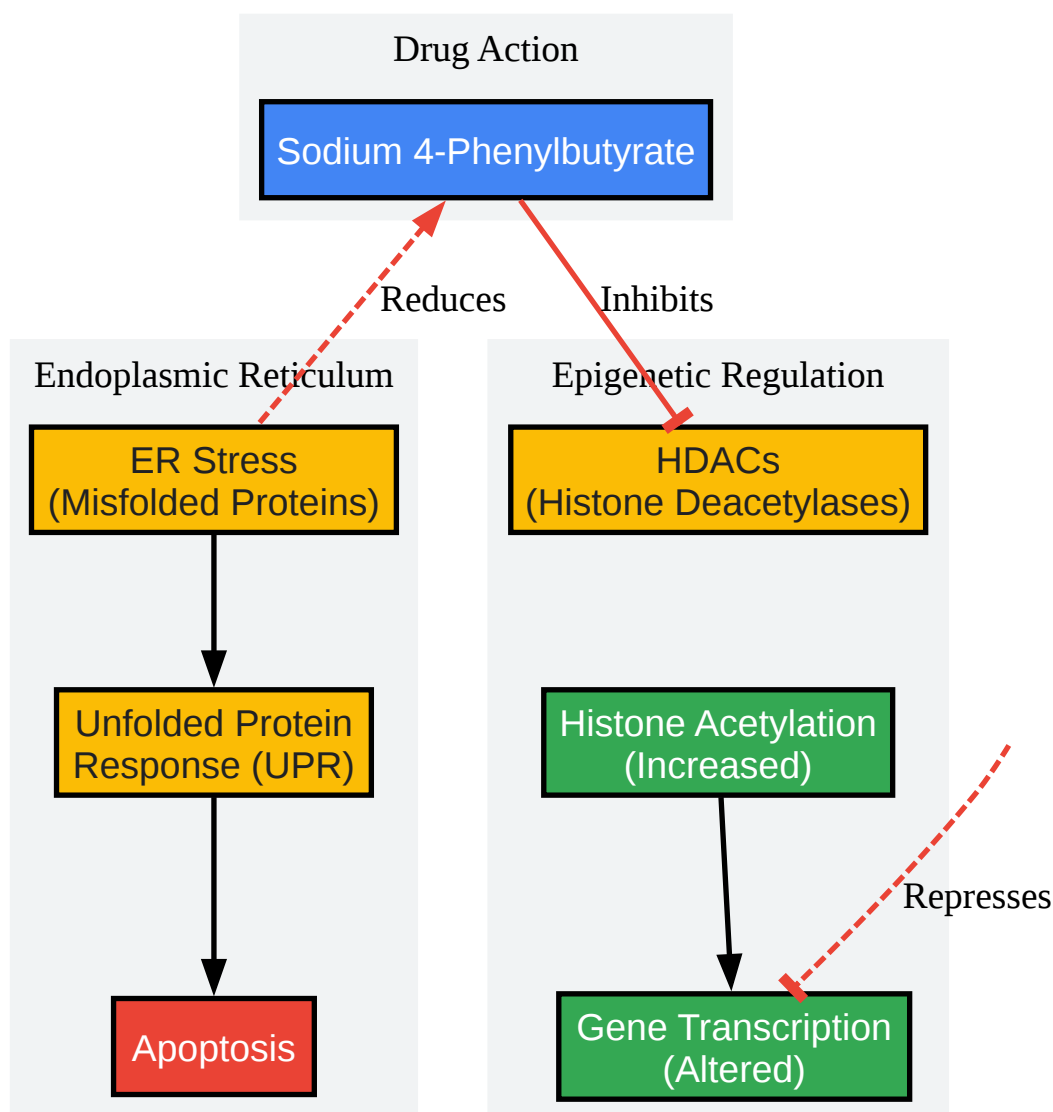 Drug Action
Sodium 4-Phenylbutyrate
Reduces
Inhibits
Endoplasmic Reticulum
Epigenetic Regulation
ER Stress
(Misfolded Proteins)
HDACs
(Histone Deacetylases)
Unfolded Protein
Response (UPR)
Histone Acetylation
(Increased)
Represses
Apoptosis
Gene Transcription
(Altered)